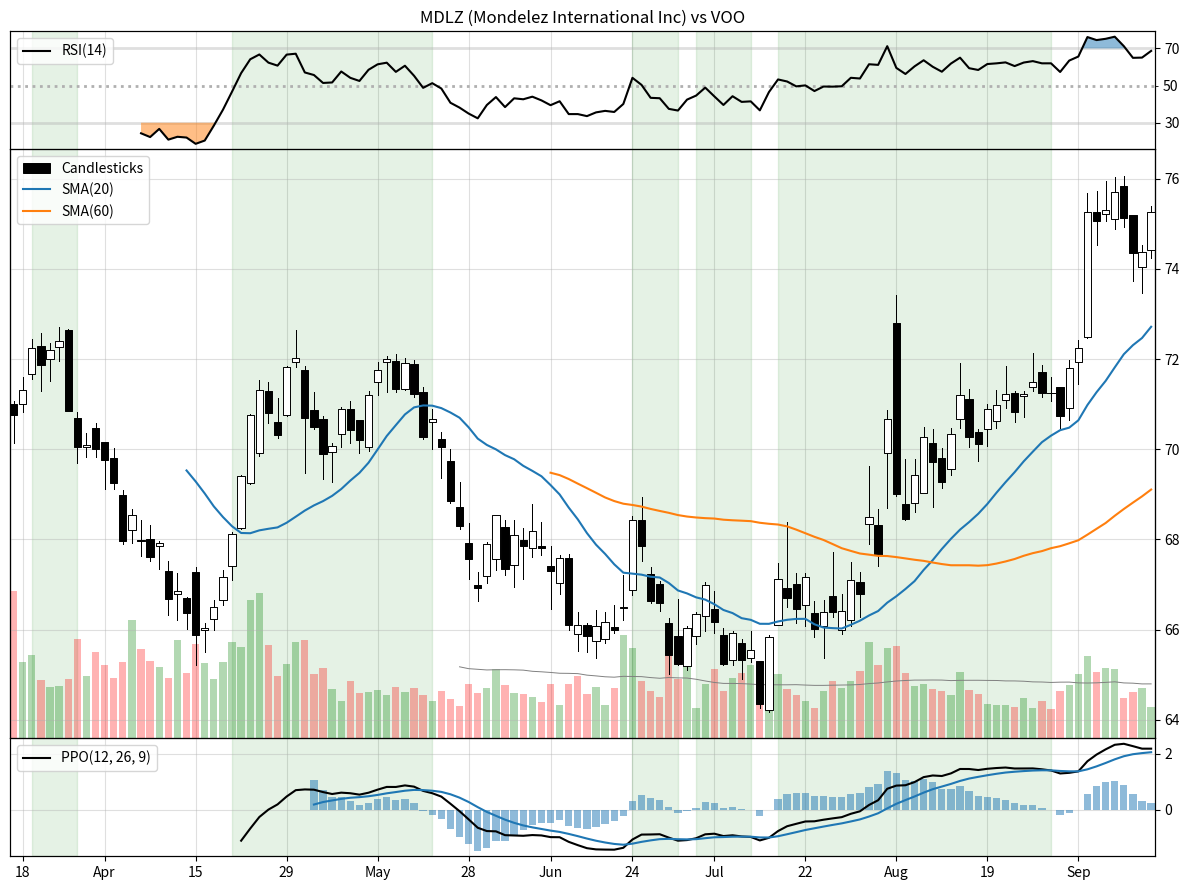 MDLZ (Mondelez International Inc) vs VOO
RSI(14)
70
50
30
Candlesticks
SMA(20)
SMA(60)
76
74
72
70
68
66
64
PPO(12, 26, 9)
2
0
18 Apr 15 29 May 28 Jun 24 Jul 22 Aug 19 Sep